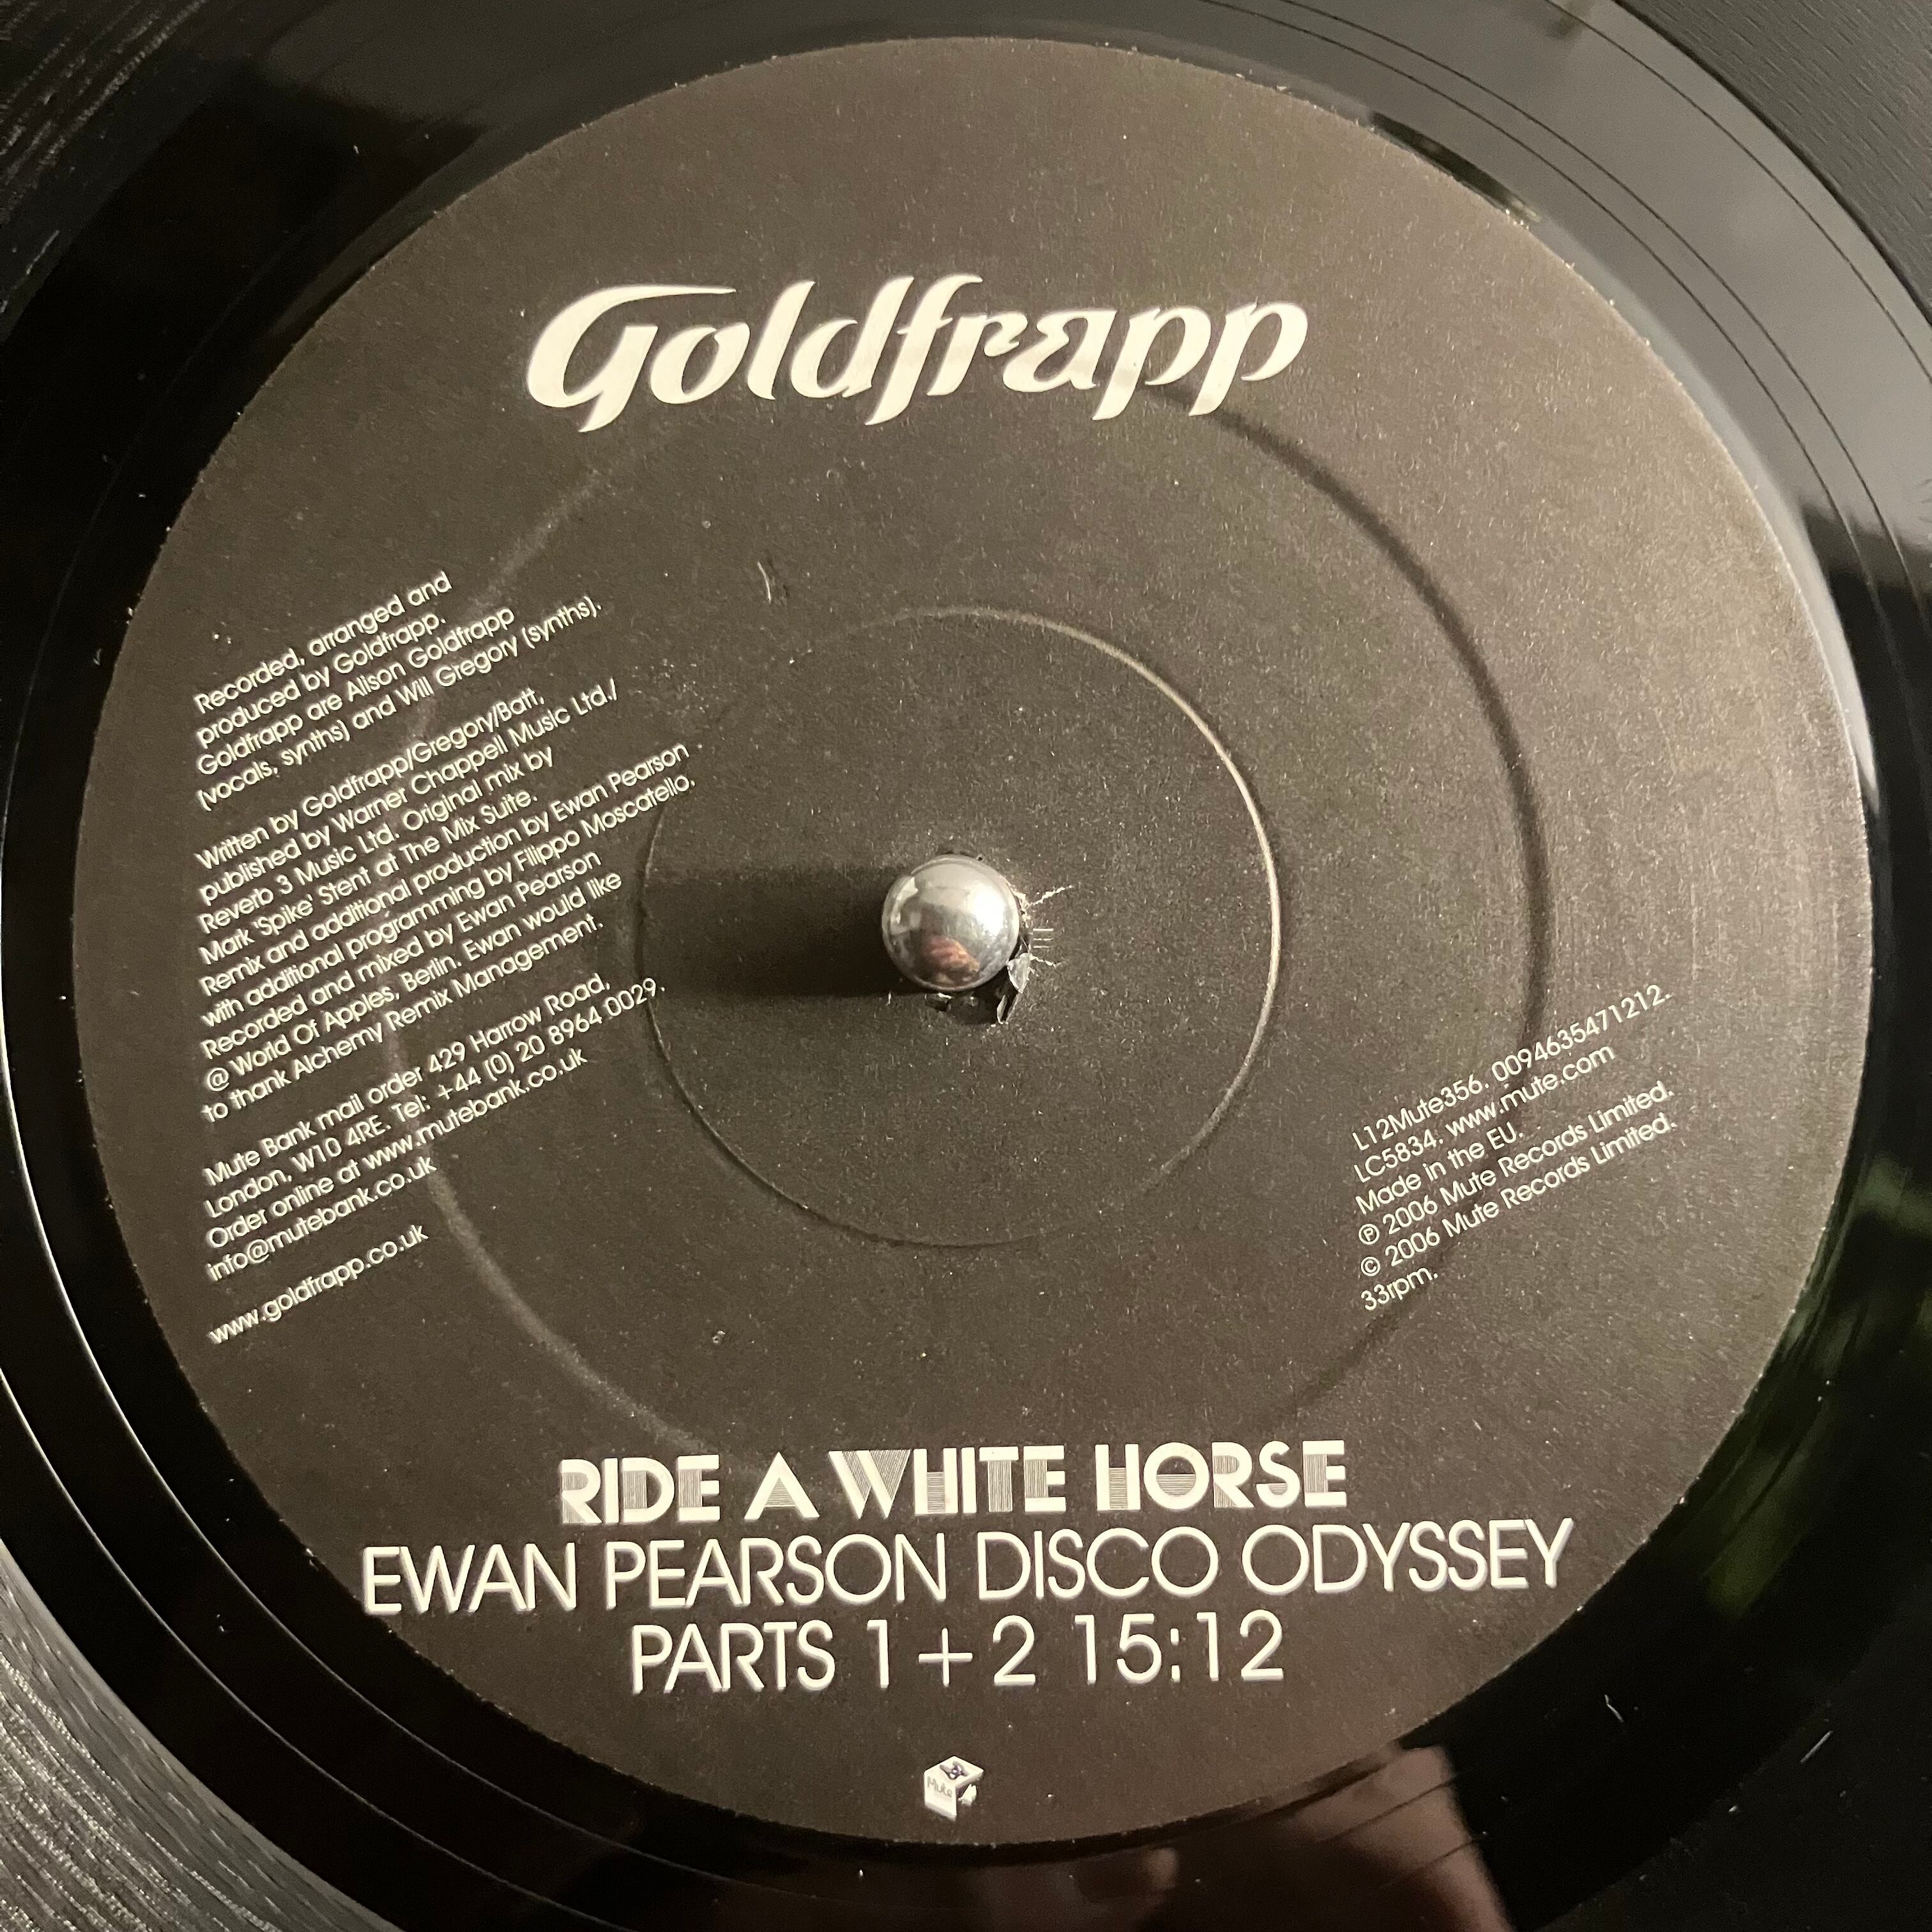 Goldfrapp
Recorded, arranged and
produced by Goldfrapp.
Goldfrapp are Alison Goldfrapp
(vocals, synths) and Will Gregory (synths).
Written by Goldfrapp/Gregory/Batt,
published by Warner Chappell Music Ltd./
Reverb 3 Music Ltd. Original mix by
Mark 'Spike' Stent at The Mix Suite.
Remix and additional production by Ewan Pearson
with additional programming by Filippo Moscatello.
Recorded and mixed by Ewan Pearson
@ World Of Apples, Berlin. Ewan would like
to thank Alchemy Remix Management.
Mute Bank mail order 429 Harrow Road,
London, W10 4RE. Tel: +44 (0) 20 8964 0029.
Order online at www.mutebank.co.uk
info@mutebank.co.uk
www.goldfrapp.co.uk
L12Mute356. 0094635471212.
LC5834. www.mute.com
Made in the EU.
℗ 2006 Mute Records Limited.
© 2006 Mute Records Limited.
33rpm.
RIDE A WHITE HORSE
EWAN PEARSON DISCO ODYSSEY
PARTS 1+2 15:12
Mute